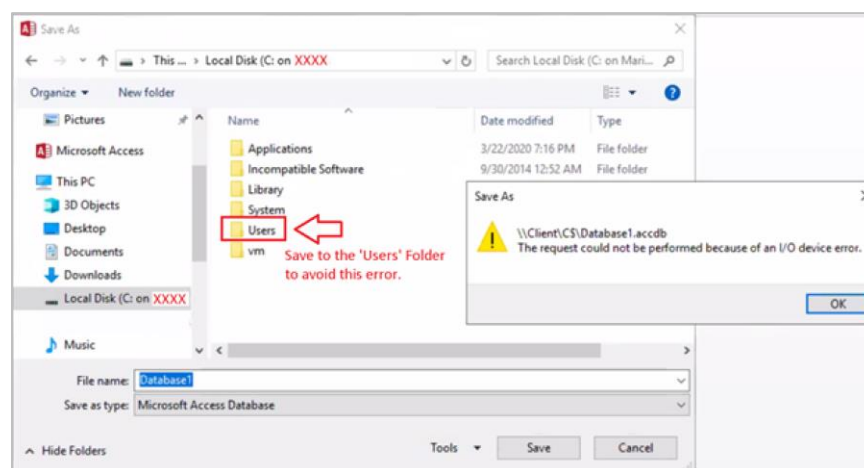 Save As
This ... > Local Disk (C: on XXXX
Search Local Disk (C: on Mari...
Organize
New folder
Pictures
Microsoft Access
This PC
3D Objects
Desktop
Documents
Downloads
Local Disk (C: on XXXX
Music
Name
Date modified
Type
Applications
3/22/2020 7:16 PM
File folder
Incompatible Software
9/30/2014 12:52 AM
File folder
Library
System
Users
vm
Save to the 'Users' Folder
to avoid this error.
Save As
\\Client\C$\Database1.accdb
The request could not be performed because of an I/O device error.
OK
File name: Database1
Save as type: Microsoft Access Database
Hide Folders
Tools
Save
Cancel